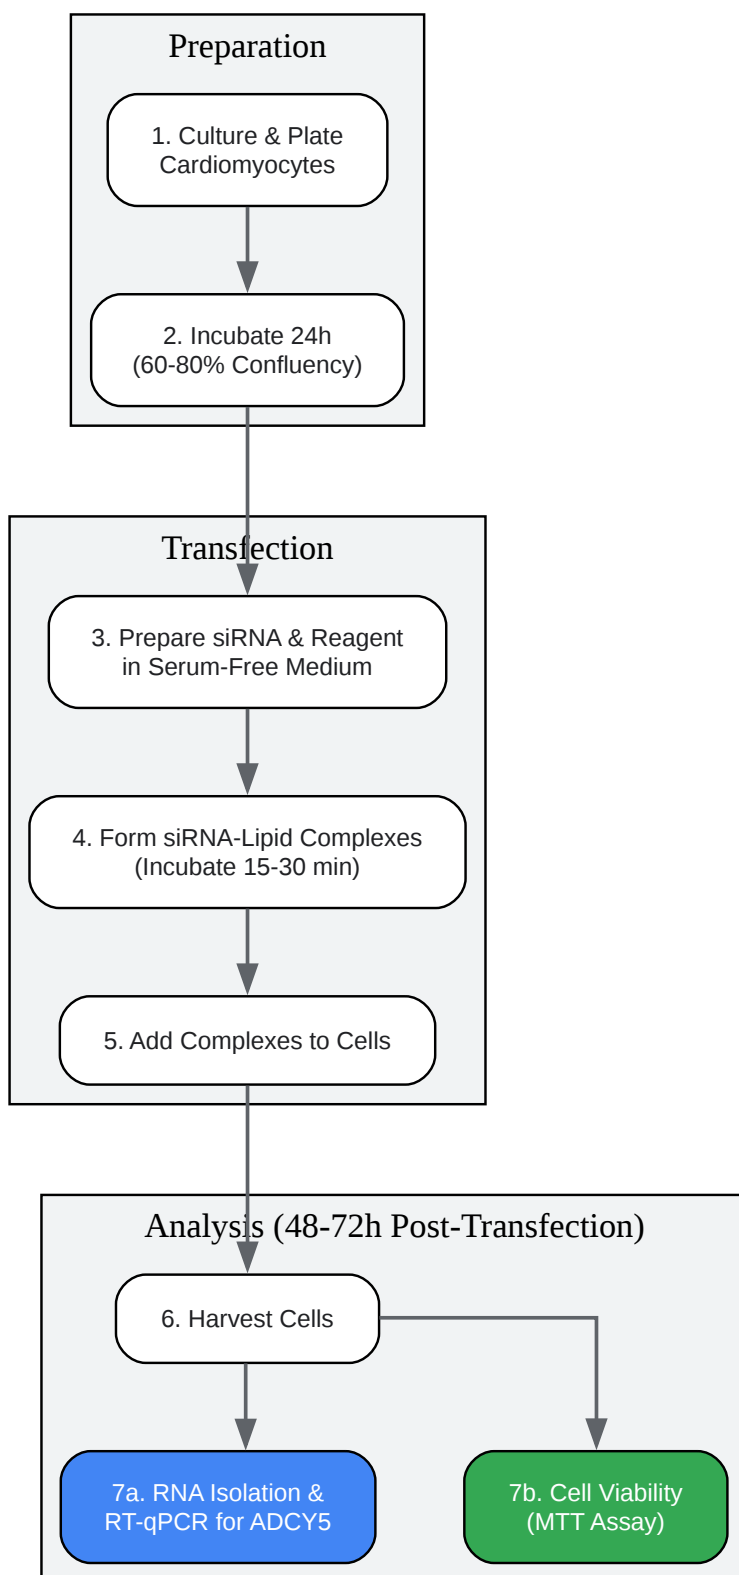 Preparation
1. Culture & Plate
Cardiomyocytes
2. Incubate 24h
(60-80% Confluency)
Transfection
3. Prepare siRNA & Reagent
in Serum-Free Medium
4. Form siRNA-Lipid Complexes
(Incubate 15-30 min)
5. Add Complexes to Cells
Analysis (48-72h Post-Transfection)
6. Harvest Cells
7a. RNA Isolation &
RT-qPCR for ADCY5
7b. Cell Viability
(MTT Assay)